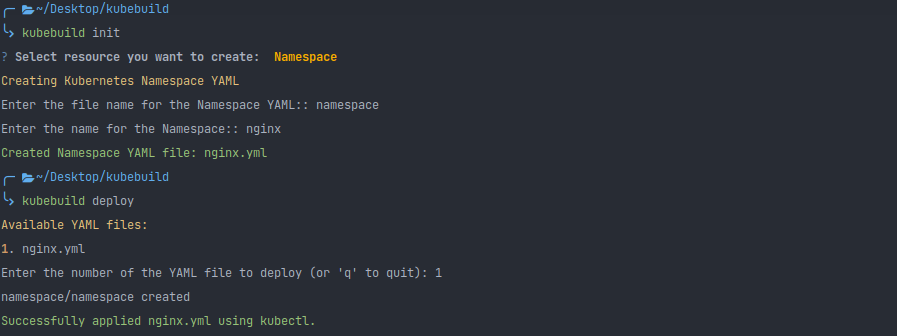 ~/Desktop/kubebuild
kubebuild init
? Select resource you want to create:  Namespace
Creating Kubernetes Namespace YAML
Enter the file name for the Namespace YAML:: namespace
Enter the name for the Namespace:: nginx
Created Namespace YAML file: nginx.yml
~/Desktop/kubebuild
kubebuild deploy
Available YAML files:
1. nginx.yml
Enter the number of the YAML file to deploy (or 'q' to quit): 1
namespace/namespace created
Successfully applied nginx.yml using kubectl.